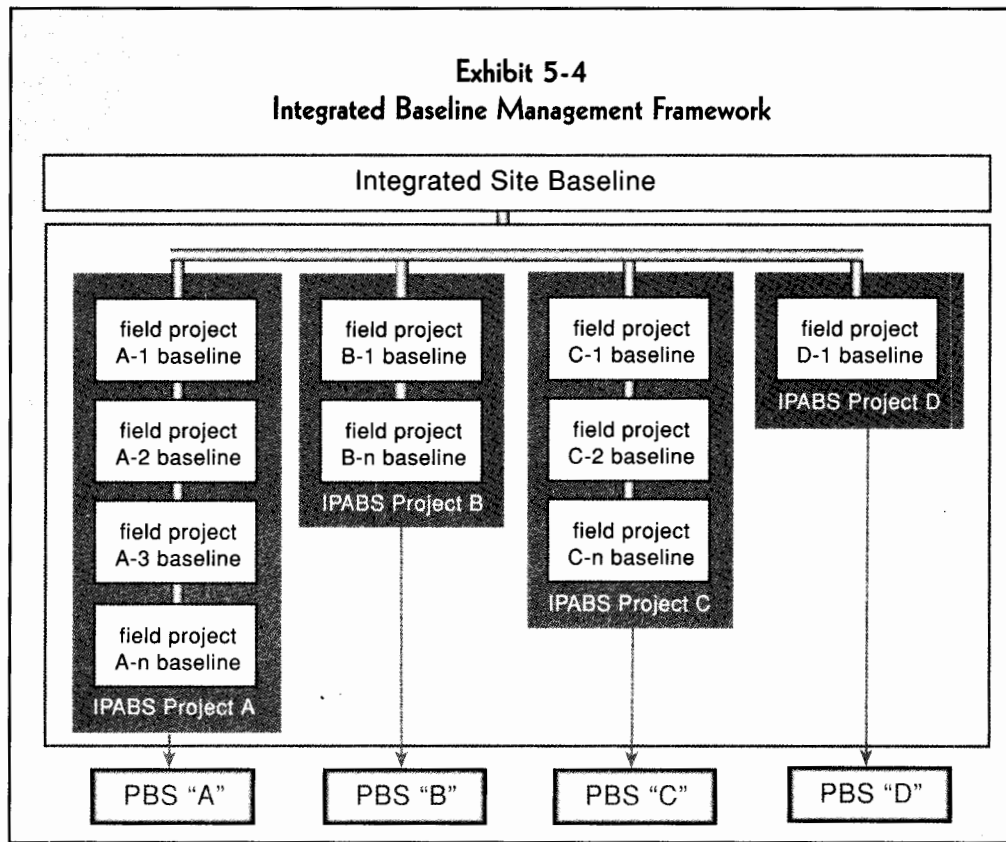 Exhibit 5-4
Integrated Baseline Management Framework
Integrated Site Baseline
field project
A-1 baseline
field project
A-2 baseline
field project
A-3 baseline
field project
A-n baseline
IPABS Project A
field project
B-1 baseline
field project
B-n baseline
IPABS Project B
field project
C-1 baseline
field project
C-2 baseline
field project
C-n baseline
IPABS Project C
field project
D-1 baseline
IPABS Project D
PBS “A”
PBS “B”
PBS “C”
PBS “D”